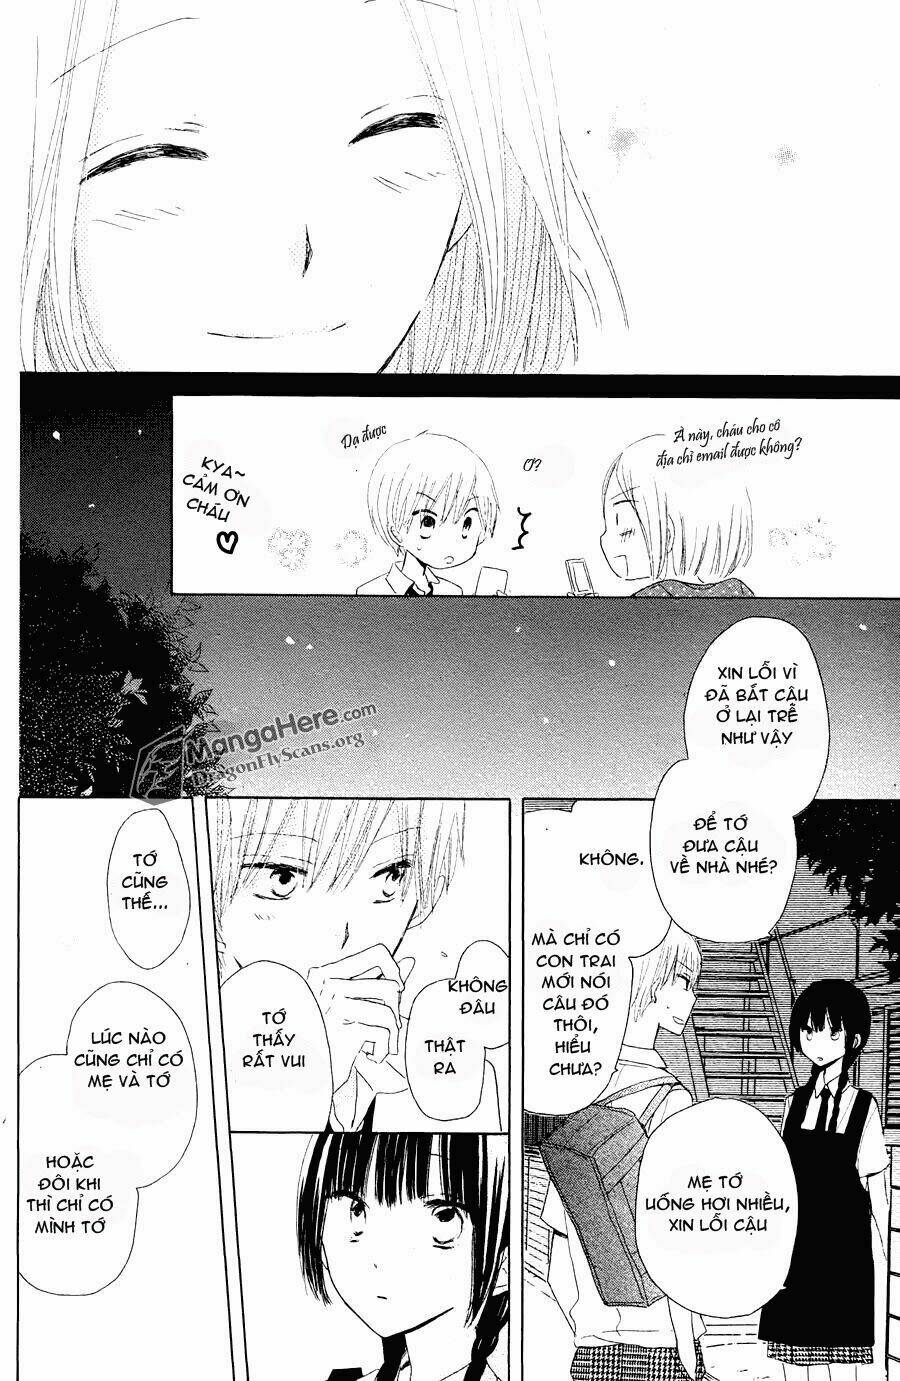 À này, cháu cho cô
địa chỉ email được không?
Ơ?
Dạ được
KYA~
CẢM ƠN
CHÁU
XIN LỖI VÌ
ĐÃ BẮT CẬU
Ở LẠI TRỄ
NHƯ VẬY
ĐỂ TỚ
ĐƯA CẬU
VỀ NHÀ NHÉ?
KHÔNG.
MÀ CHỈ CÓ
CON TRAI
MỚI NÓI
CÂU ĐÓ
THÔI,
HIỂU
CHƯA?
MẸ TỚ
UỐNG HƠI NHIỀU,
XIN LỖI CẬU
KHÔNG
ĐÂU
THẬT
RA
TỚ
THẤY
RẤT VUI
TỚ
CŨNG
THẾ...
LÚC NÀO
CŨNG CHỈ CÓ
MẸ VÀ TỚ
HOẶC
ĐÔI KHI
THÌ CHỈ CÓ
MÌNH TỚ
MangaHere.com
DragonFlyScans.org